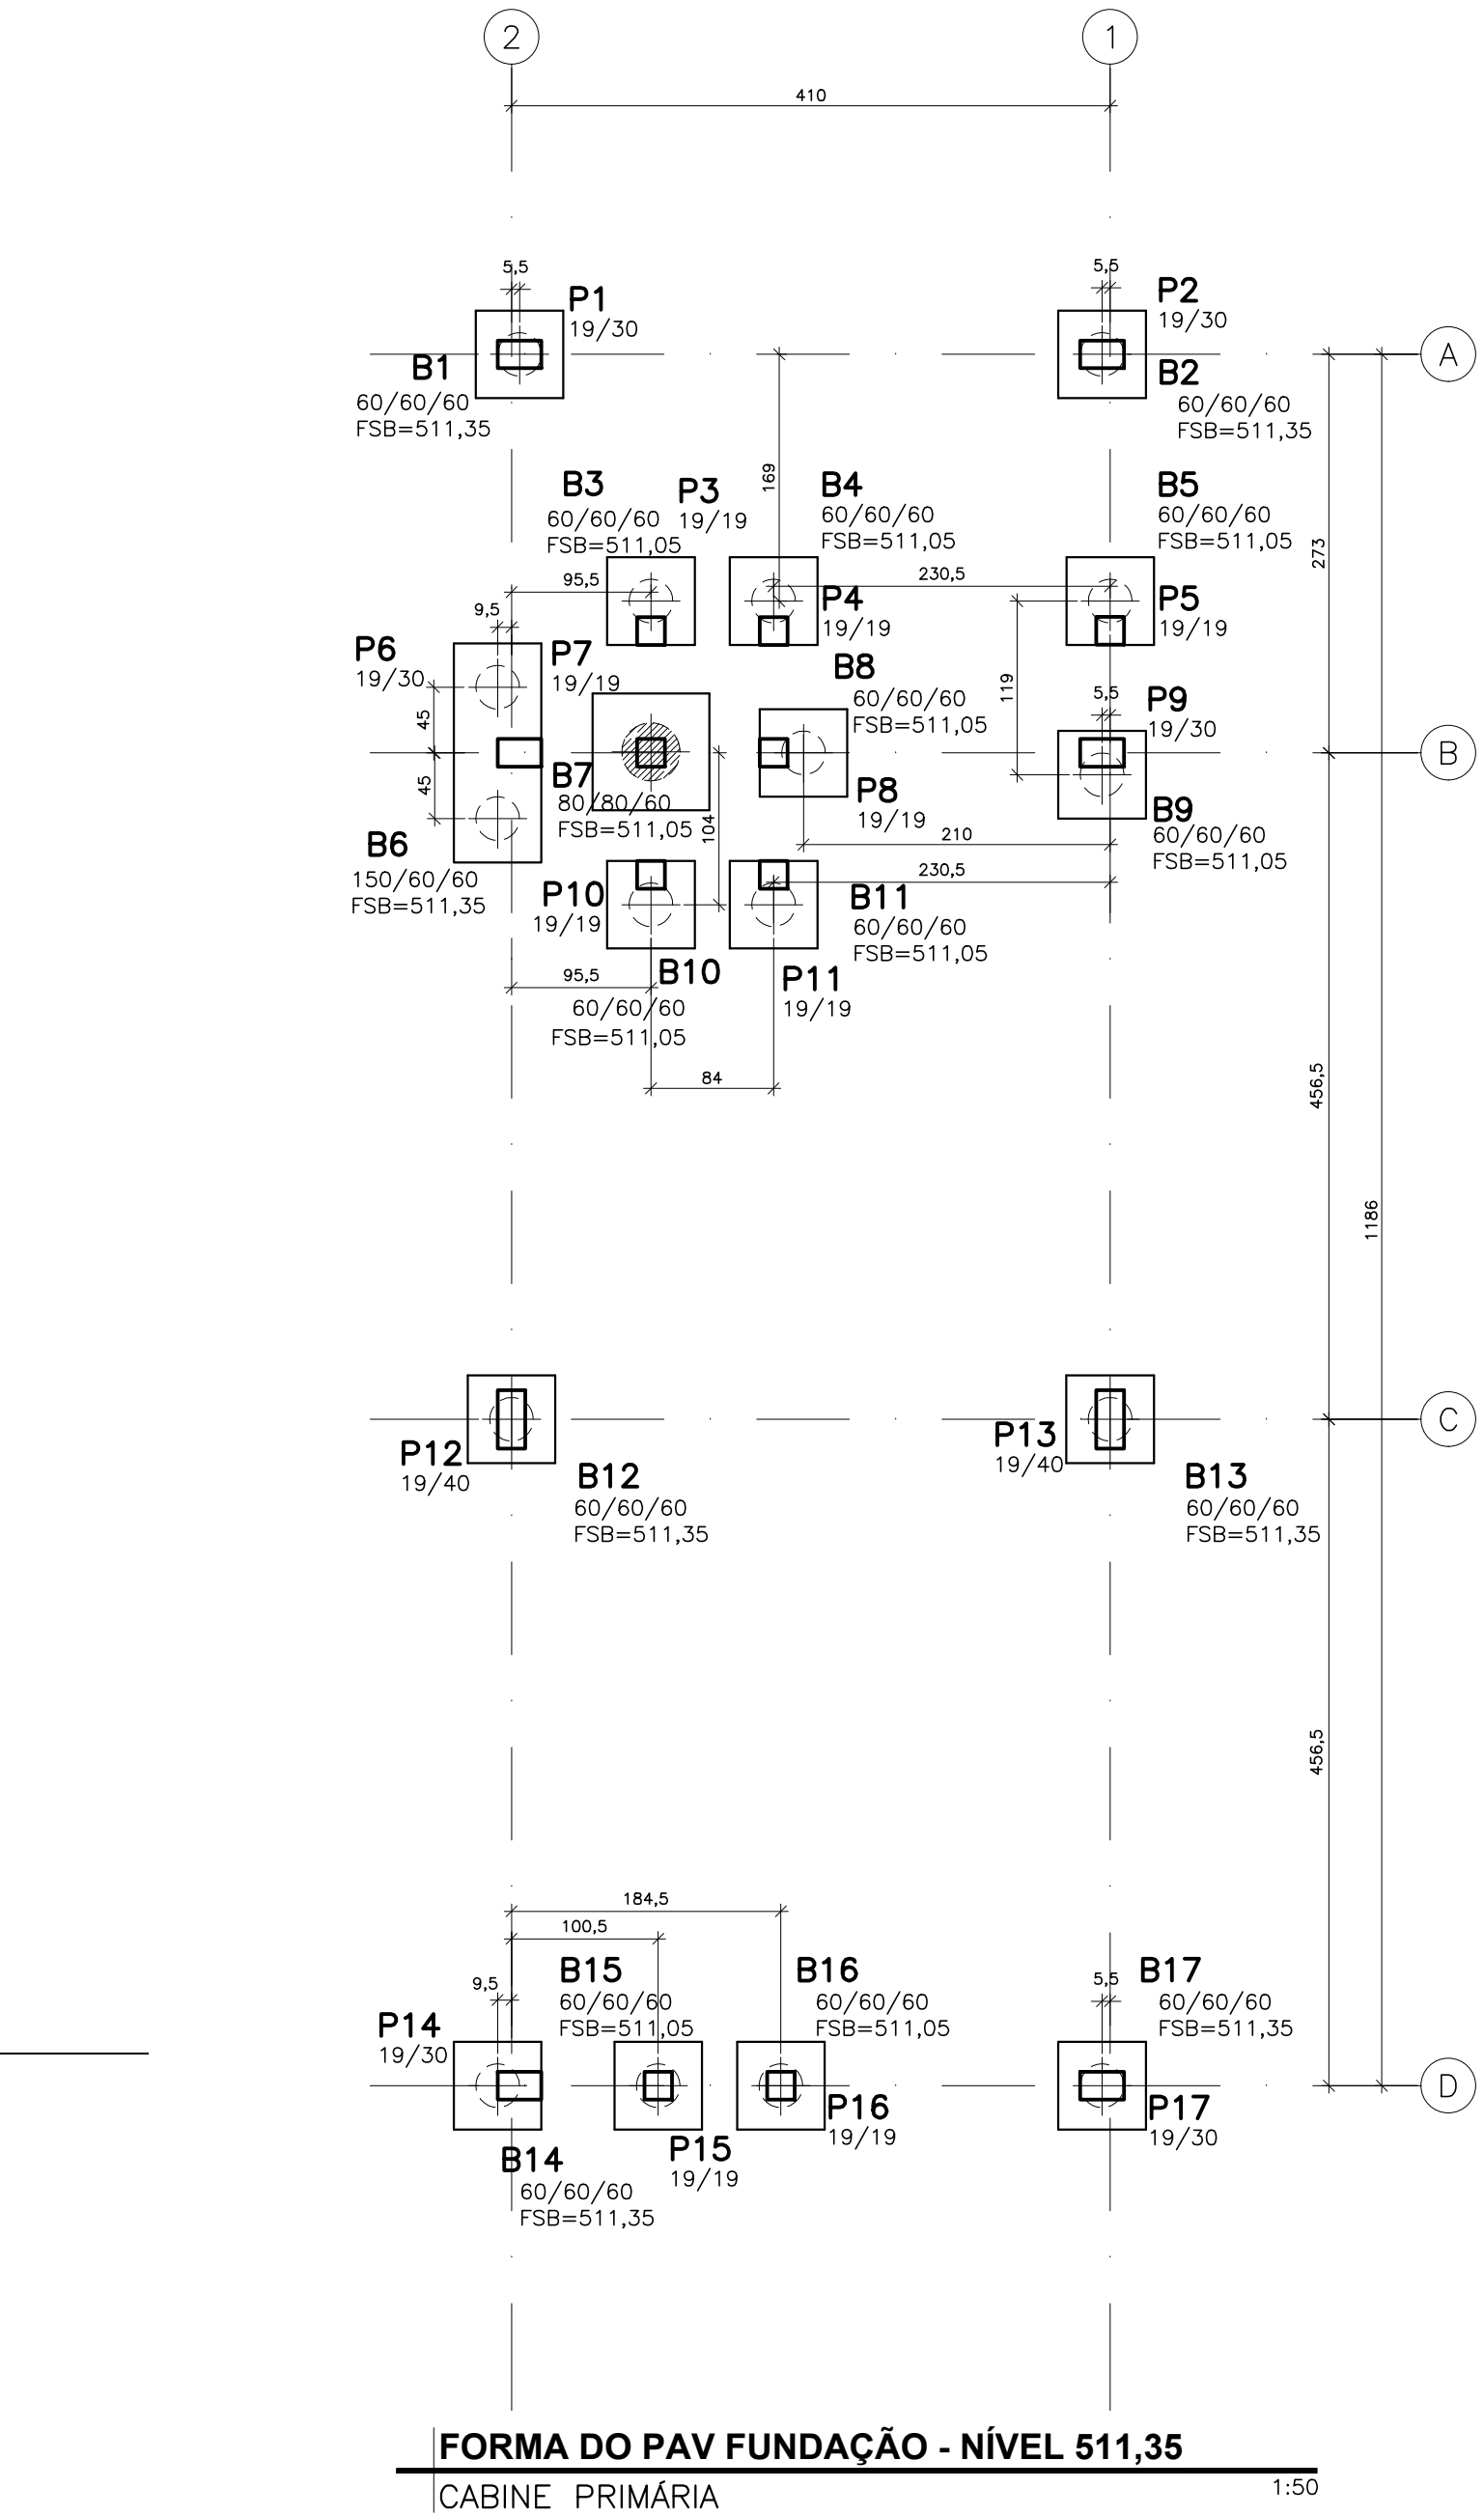 2
1
410
5,5
P1
19/30
5,5
P2
19/30
A
B1
60/60/60
FSB=511,35
B2
60/60/60
FSB=511,35
169
273
B3
60/60/60
FSB=511,05
P3
19/19
B4
60/60/60
FSB=511,05
B5
60/60/60
FSB=511,05
95,5
230,5
9,5
P4
19/19
P5
19/19
P6
19/30
P7
19/19
B8
60/60/60
FSB=511,05
119
5,5
P9
19/30
45
45
B
B7
80/80/60
FSB=511,05
104
P8
19/19
B9
60/60/60
FSB=511,05
210
B6
150/60/60
FSB=511,35
230,5
P10
19/19
B11
60/60/60
FSB=511,05
95,5
B10
60/60/60
FSB=511,05
P11
19/19
84
456,5
1186
C
P12
19/40
B12
60/60/60
FSB=511,35
P13
19/40
B13
60/60/60
FSB=511,35
456,5
184,5
100,5
9,5
B15
60/60/60
FSB=511,05
B16
60/60/60
FSB=511,05
5,5
B17
60/60/60
FSB=511,35
P14
19/30
D
P16
19/19
P17
19/30
B14
60/60/60
FSB=511,35
P15
19/19
FORMA DO PAV FUNDAÇÃO - NÍVEL 511,35
CABINE PRIMÁRIA
1:50